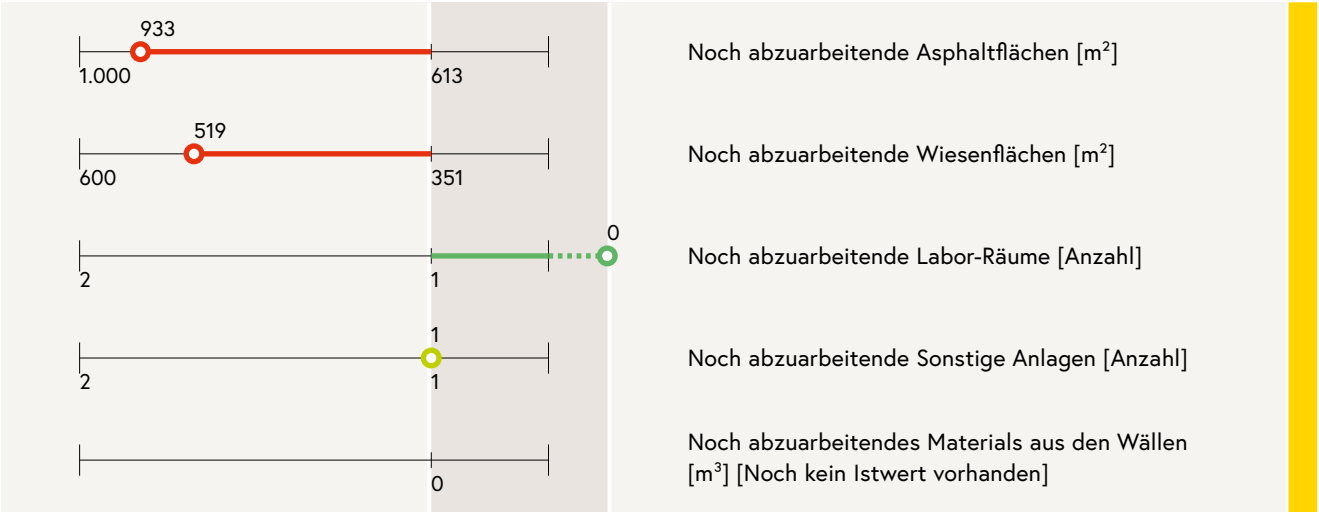 933
1.000
613
Noch abzuarbeitende Asphaltflächen [m²]
519
600
351
Noch abzuarbeitende Wiesenflächen [m²]
0
2
1
Noch abzuarbeitende Labor-Räume [Anzahl]
1
2
1
Noch abzuarbeitende Sonstige Anlagen [Anzahl]
0
Noch abzuarbeitendes Materials aus den Wällen
[m³] [Noch kein Istwert vorhanden]